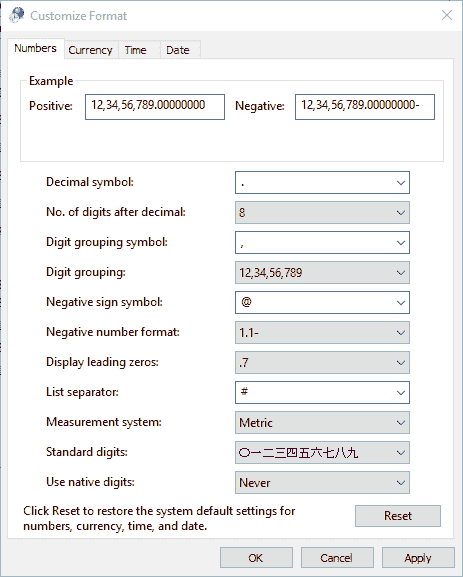 Customize Format
Numbers Currency Time Date
Example
Positive: 12,34,56,789.00000000 Negative: 12,34,56,789.00000000-
Decimal symbol: .
No. of digits after decimal: 8
Digit grouping symbol: ,
Digit grouping: 12,34,56,789
Negative sign symbol: @
Negative number format: 1.1-
Display leading zeros: .7
List separator: #
Measurement system: Metric
Standard digits: 〇一二三四五六七八九
Use native digits: Never
Click Reset to restore the system default settings for
numbers, currency, time, and date.
Reset
OK Cancel Apply